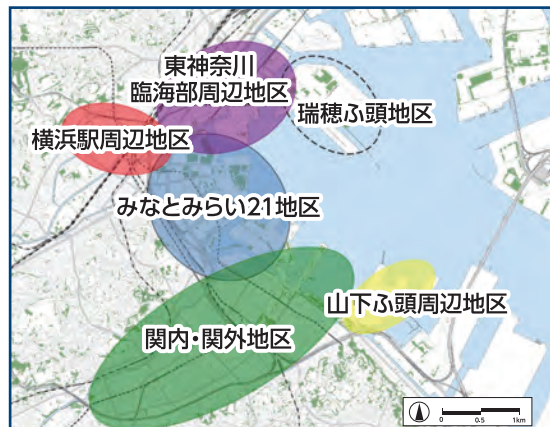 東神奈川
臨海部周辺地区
瑞穂ふ頭地区
横浜駅周辺地区
みなとみらい21地区
山下ふ頭周辺地区
関内・関外地区
0 0.5 1km